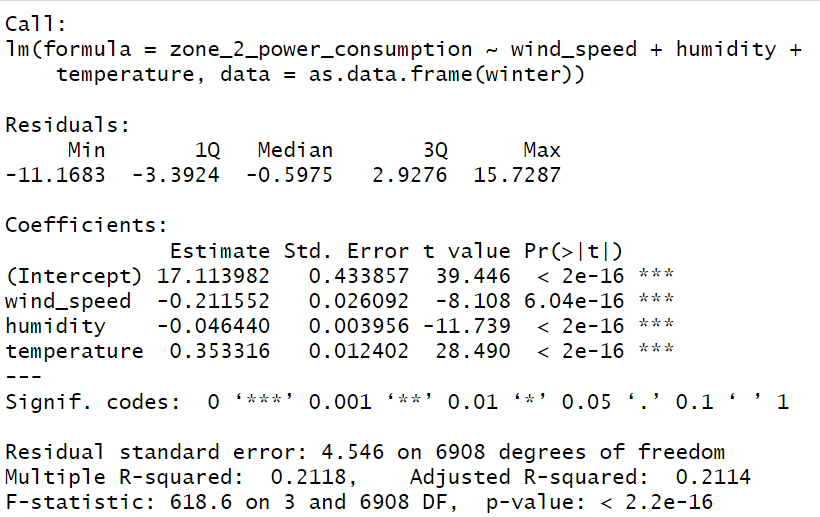 Call:
lm(formula = zone_2_power_consumption ~ wind_speed + humidity +
    temperature, data = as.data.frame(winter))

Residuals:
     Min       1Q   Median       3Q      Max
-11.1683  -3.3924  -0.5975   2.9276  15.7287

Coefficients:
             Estimate Std. Error t value Pr(>|t|)
(Intercept) 17.113982   0.433857  39.446  < 2e-16 ***
wind_speed  -0.211552   0.026092  -8.108 6.04e-16 ***
humidity    -0.046440   0.003956 -11.739  < 2e-16 ***
temperature  0.353316   0.012402  28.490  < 2e-16 ***
---
Signif. codes:  0 ‘***’ 0.001 ‘**’ 0.01 ‘*’ 0.05 ‘.’ 0.1 ‘ ’ 1

Residual standard error: 4.546 on 6908 degrees of freedom
Multiple R-squared:  0.2118,	Adjusted R-squared:  0.2114
F-statistic: 618.6 on 3 and 6908 DF,  p-value: < 2.2e-16